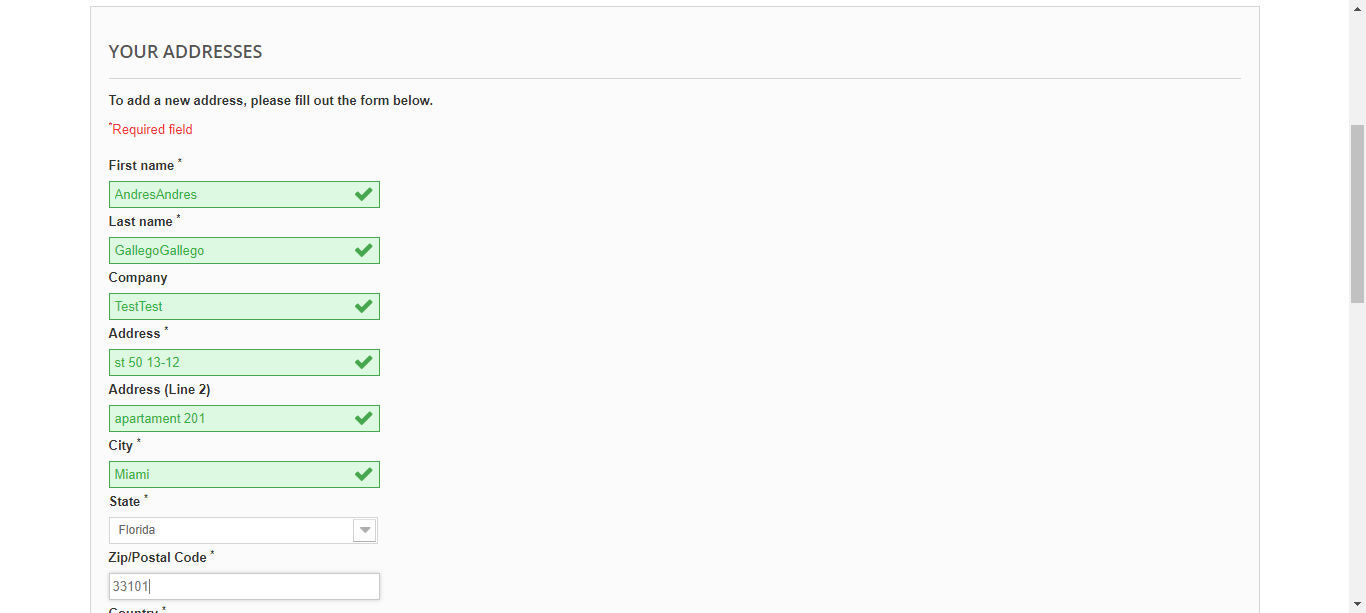 YOUR ADDRESSES
To add a new address, please fill out the form below.
*Required field
First name *
AndresAndres
Last name *
GallegoGallego
Company
TestTest
Address *
st 50 13-12
Address (Line 2)
apartament 201
City *
Miami
State *
Florida
Zip/Postal Code *
33101
Country *